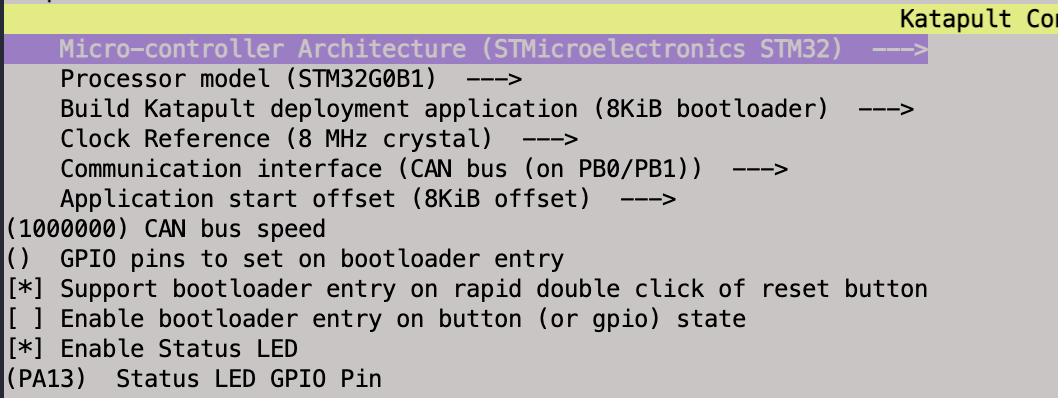 Katapult Co
Micro-controller Architecture (STMicroelectronics STM32)  --->
Processor model (STM32G0B1)  --->
Build Katapult deployment application (8KiB bootloader)  --->
Clock Reference (8 MHz crystal)  --->
Communication interface (CAN bus (on PB0/PB1))  --->
Application start offset (8KiB offset)  --->
(1000000) CAN bus speed
()  GPIO pins to set on bootloader entry
[*] Support bootloader entry on rapid double click of reset button
[ ] Enable bootloader entry on button (or gpio) state
[*] Enable Status LED
(PA13)  Status LED GPIO Pin